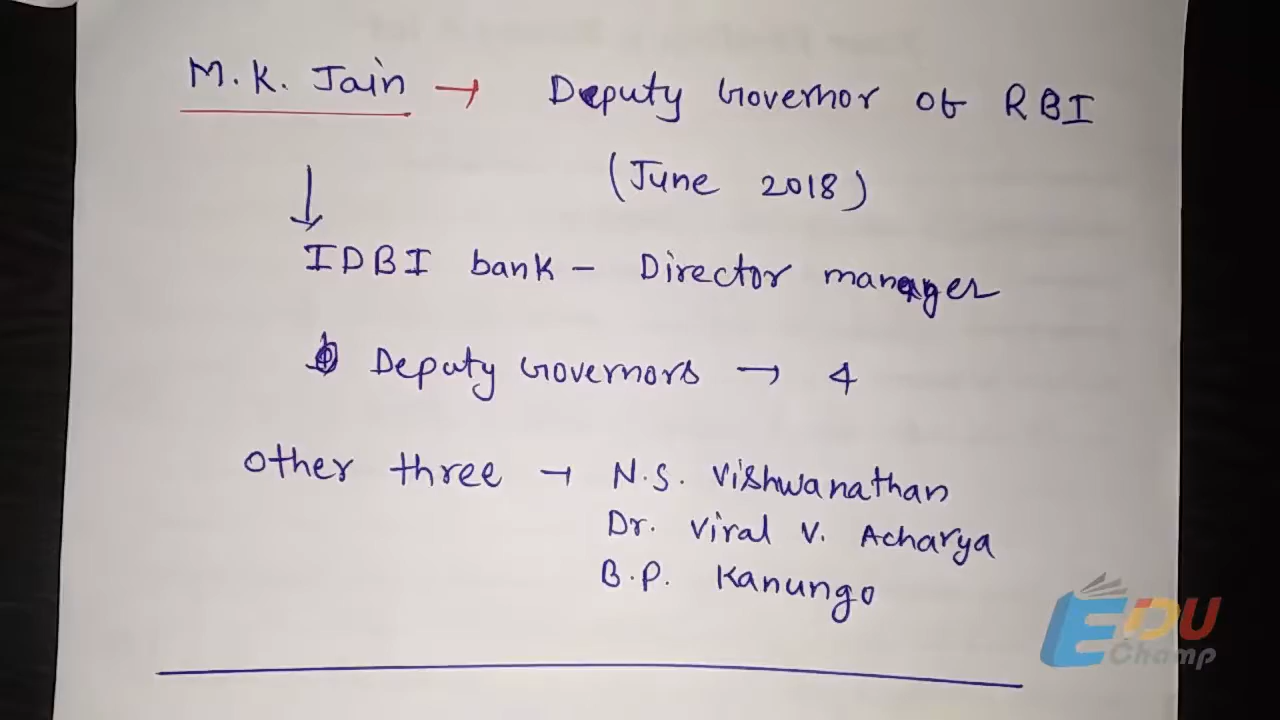 M.K. Jain → Deputy Governor of RBI
(June 2018)
↓
IDBI bank - Director manager
Deputy Governors → 4
Other three → N.S. Vishwanathan
Dr. Viral V. Acharya
B.P. Kanungo
EDU
Champ